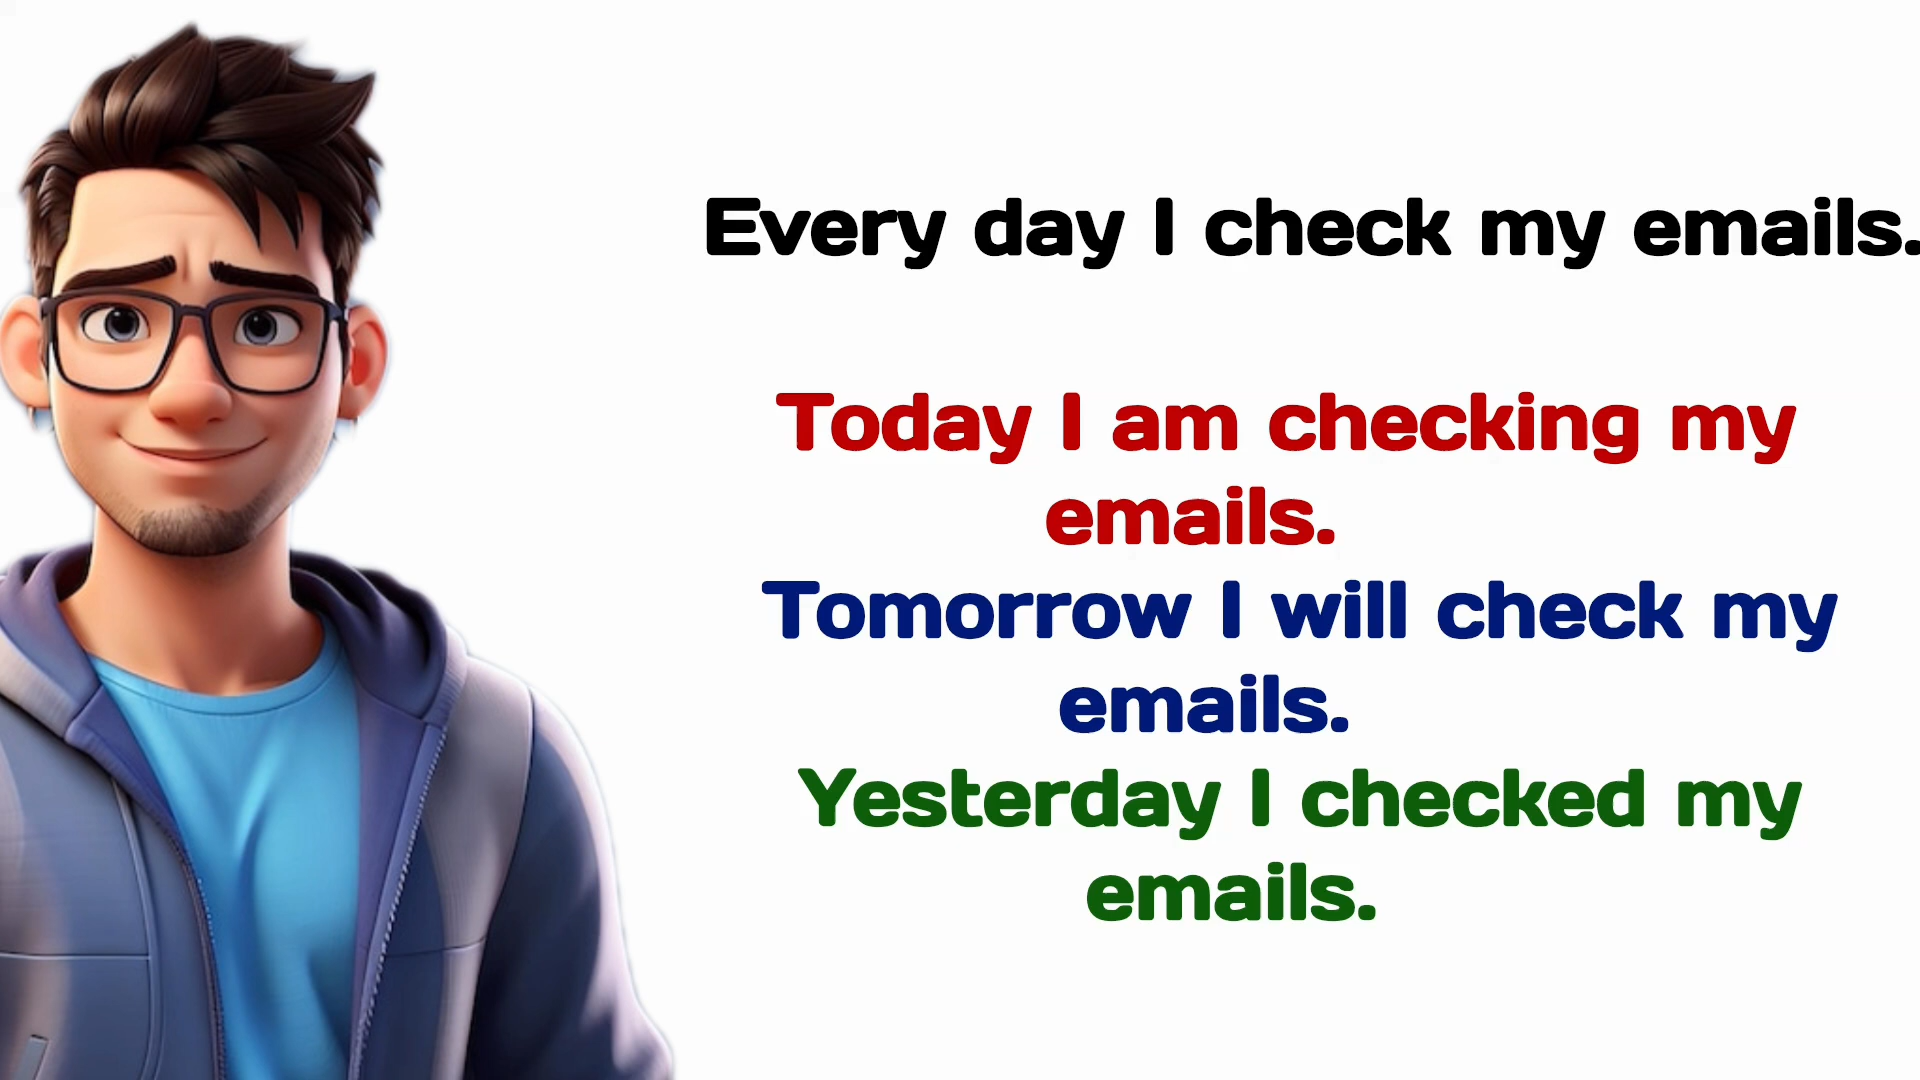 Every day I check my emails.
Today I am checking my
emails.
Tomorrow I will check my
emails.
Yesterday I checked my
emails.